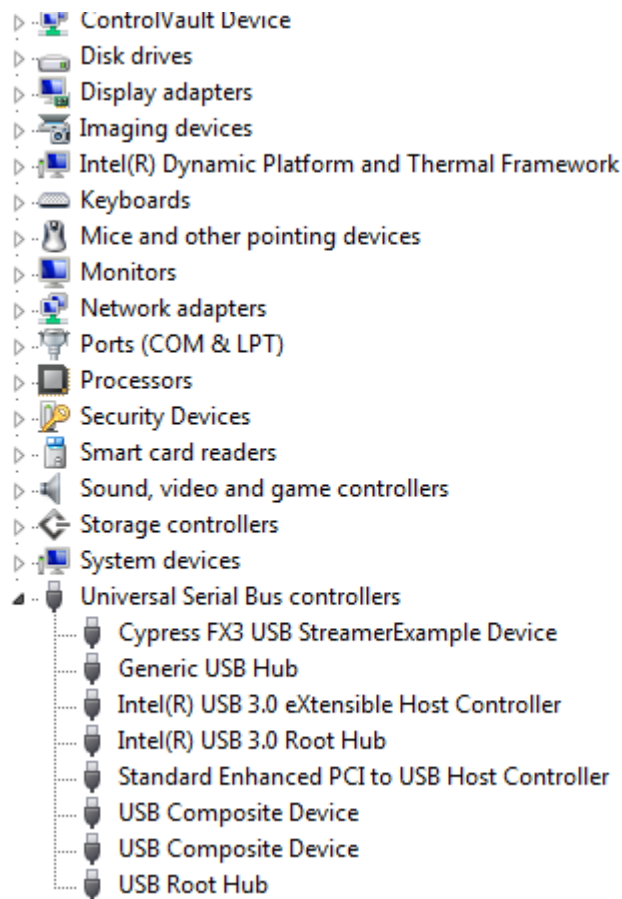 ControlVault Device
Disk drives
Display adapters
Imaging devices
Intel(R) Dynamic Platform and Thermal Framework
Keyboards
Mice and other pointing devices
Monitors
Network adapters
Ports (COM & LPT)
Processors
Security Devices
Smart card readers
Sound, video and game controllers
Storage controllers
System devices
Universal Serial Bus controllers
Cypress FX3 USB StreamerExample Device
Generic USB Hub
Intel(R) USB 3.0 eXtensible Host Controller
Intel(R) USB 3.0 Root Hub
Standard Enhanced PCI to USB Host Controller
USB Composite Device
USB Composite Device
USB Root Hub